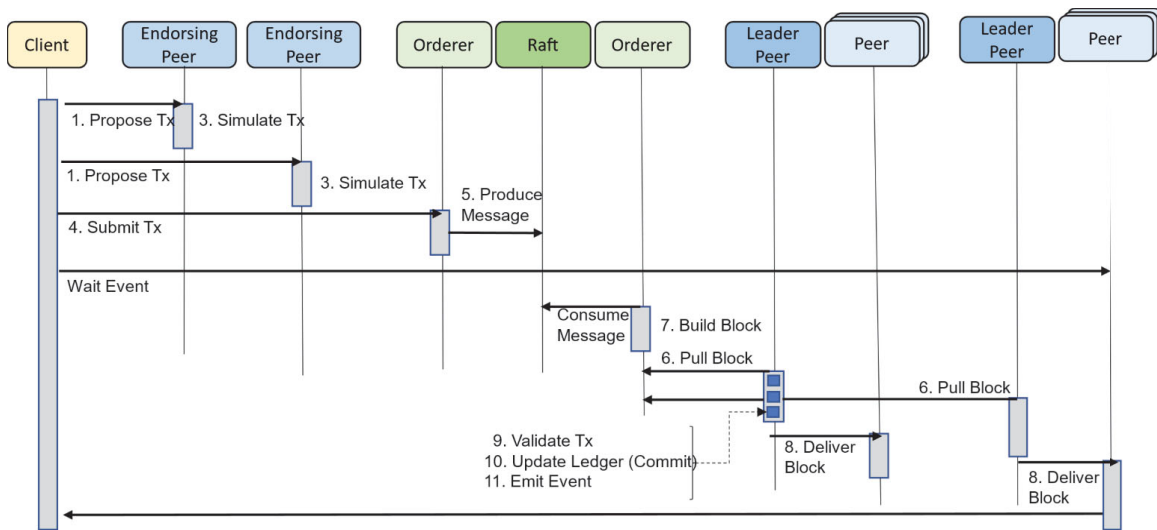 Client
Endorsing
Peer
Endorsing
Peer
Orderer
Raft
Orderer
Leader
Peer
Peer
Leader
Peer
Peer
1. Propose Tx
3. Simulate Tx
1. Propose Tx
3. Simulate Tx
5. Produce
Message
4. Submit Tx
Wait Event
Consume
Message
7. Build Block
6. Pull Block
6. Pull Block
9. Validate Tx
10. Update Ledger (Commit)
11. Emit Event
8. Deliver
Block
8. Deliver
Block